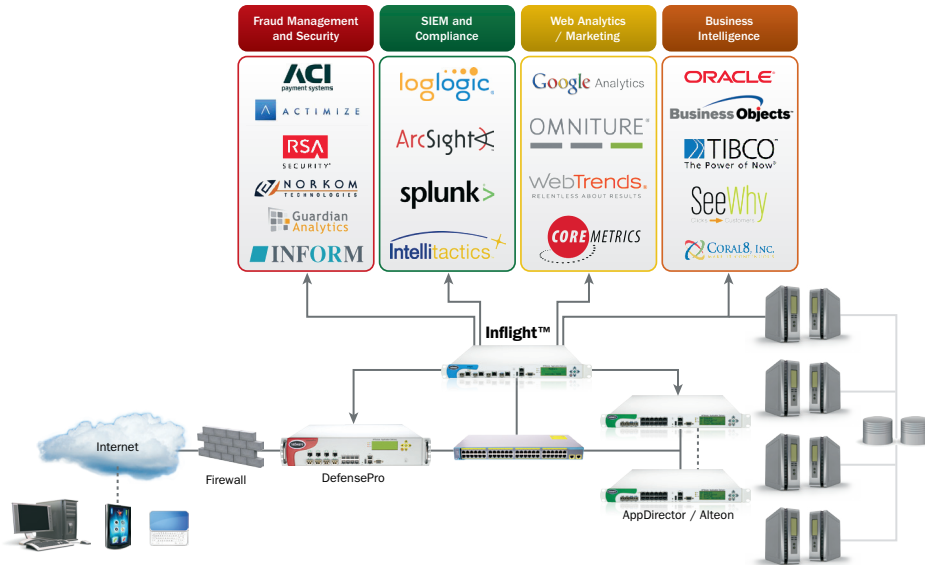 Fraud Management
and Security
SIEM and
Compliance
Web Analytics
/ Marketing
Business
Intelligence
ACI
payment systems
ACTIMIZE
RSA
SECURITY®
NORKOM
TECHNOLOGIES
Guardian
Analytics
INFORM
loglogic®
ArcSight
splunk>
Intellitactics
Google Analytics
OMNITURE®
WebTrends®
RELENTLESS ABOUT RESULTS
COREMETRICS
ORACLE®
Business Objects™
TIBCO™
The Power of Now®
SeeWhy
CORAL8, INC.
Inflight™
Internet
Firewall
DefensePro
AppDirector / Alteon